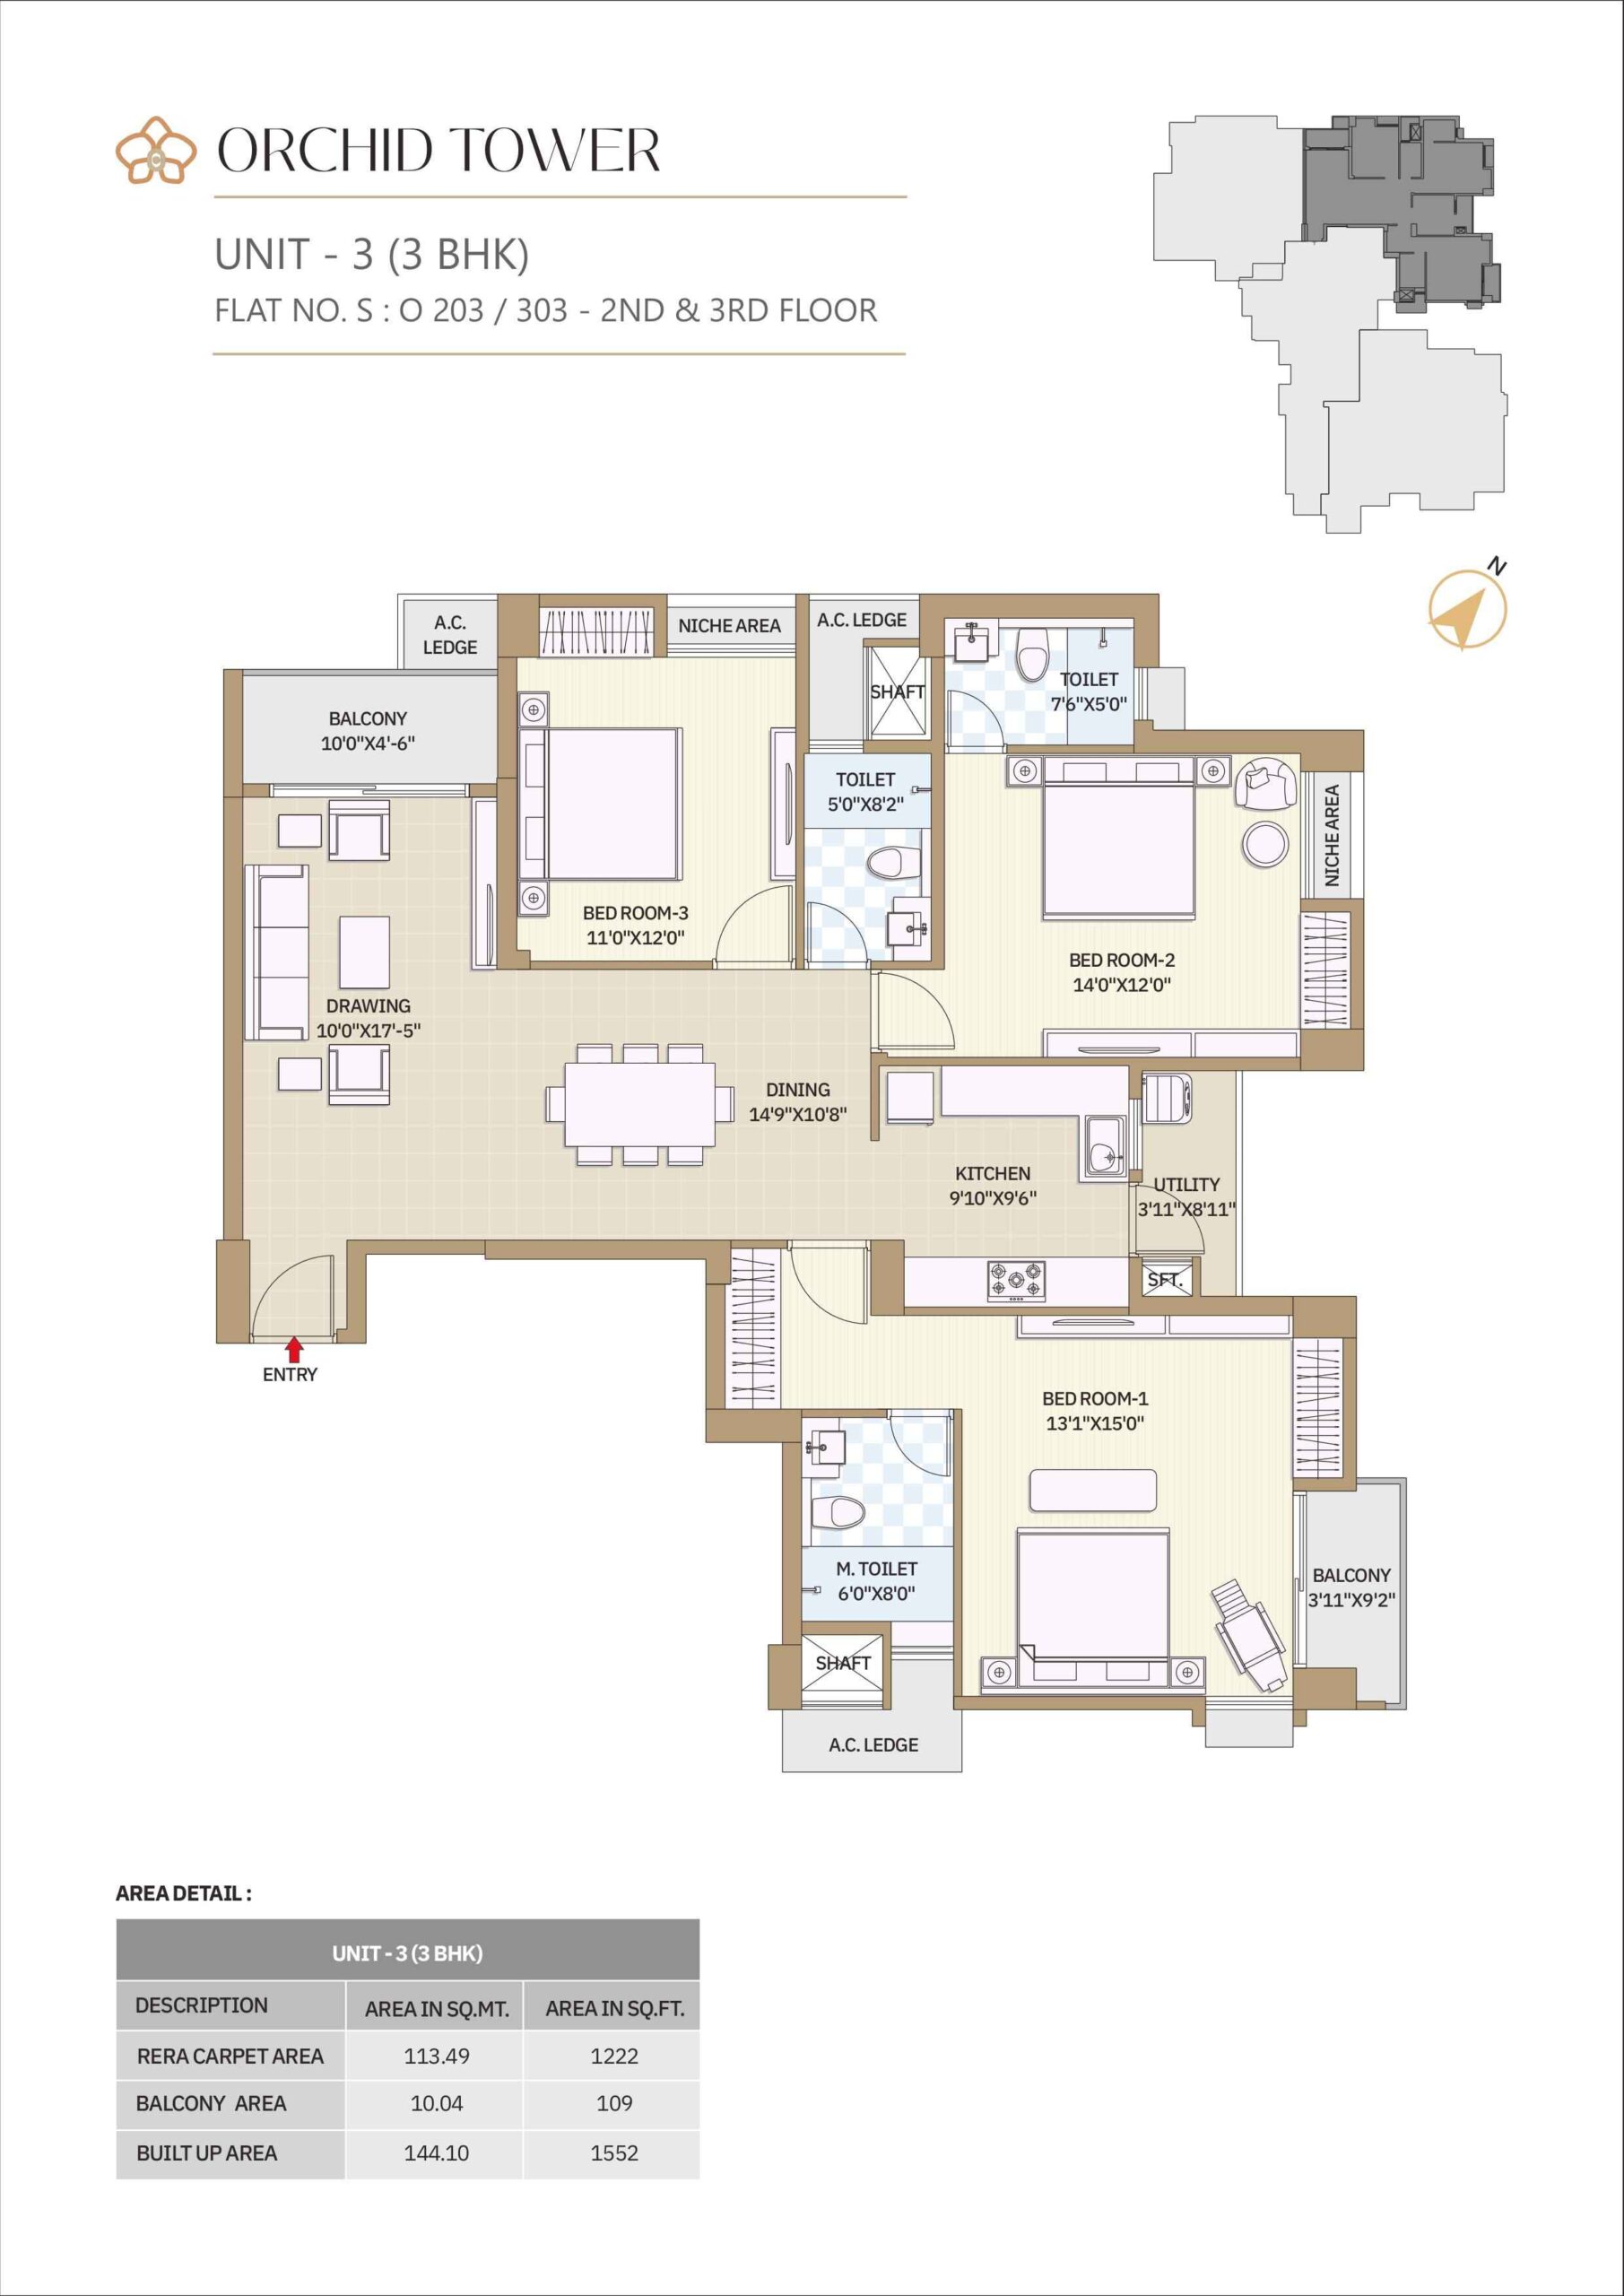 ORCHID TOWER
UNIT - 3 (3 BHK)
FLAT NO. S : O 203 / 303 - 2ND & 3RD FLOOR
N
A.C.
LEDGE
NICHE AREA
A.C. LEDGE
SHAFT
TOILET
7'6"X5'0"
BALCONY
10'0"X4'-6"
TOILET
5'0"X8'2"
NICHE AREA
BED ROOM-3
11'0"X12'0"
BED ROOM-2
14'0"X12'0"
DRAWING
10'0"X17'-5"
DINING
14'9"X10'8"
KITCHEN
9'10"X9'6"
UTILITY
3'11"X8'11"
SFT.
ENTRY
BED ROOM-1
13'1"X15'0"
M. TOILET
6'0"X8'0"
BALCONY
3'11"X9'2"
SHAFT
A.C. LEDGE
AREA DETAIL :
UNIT - 3 (3 BHK)
DESCRIPTION AREA IN SQ.MT. AREA IN SQ.FT.
RERA CARPET AREA 113.49 1222
BALCONY AREA 10.04 109
BUILT UP AREA 144.10 1552